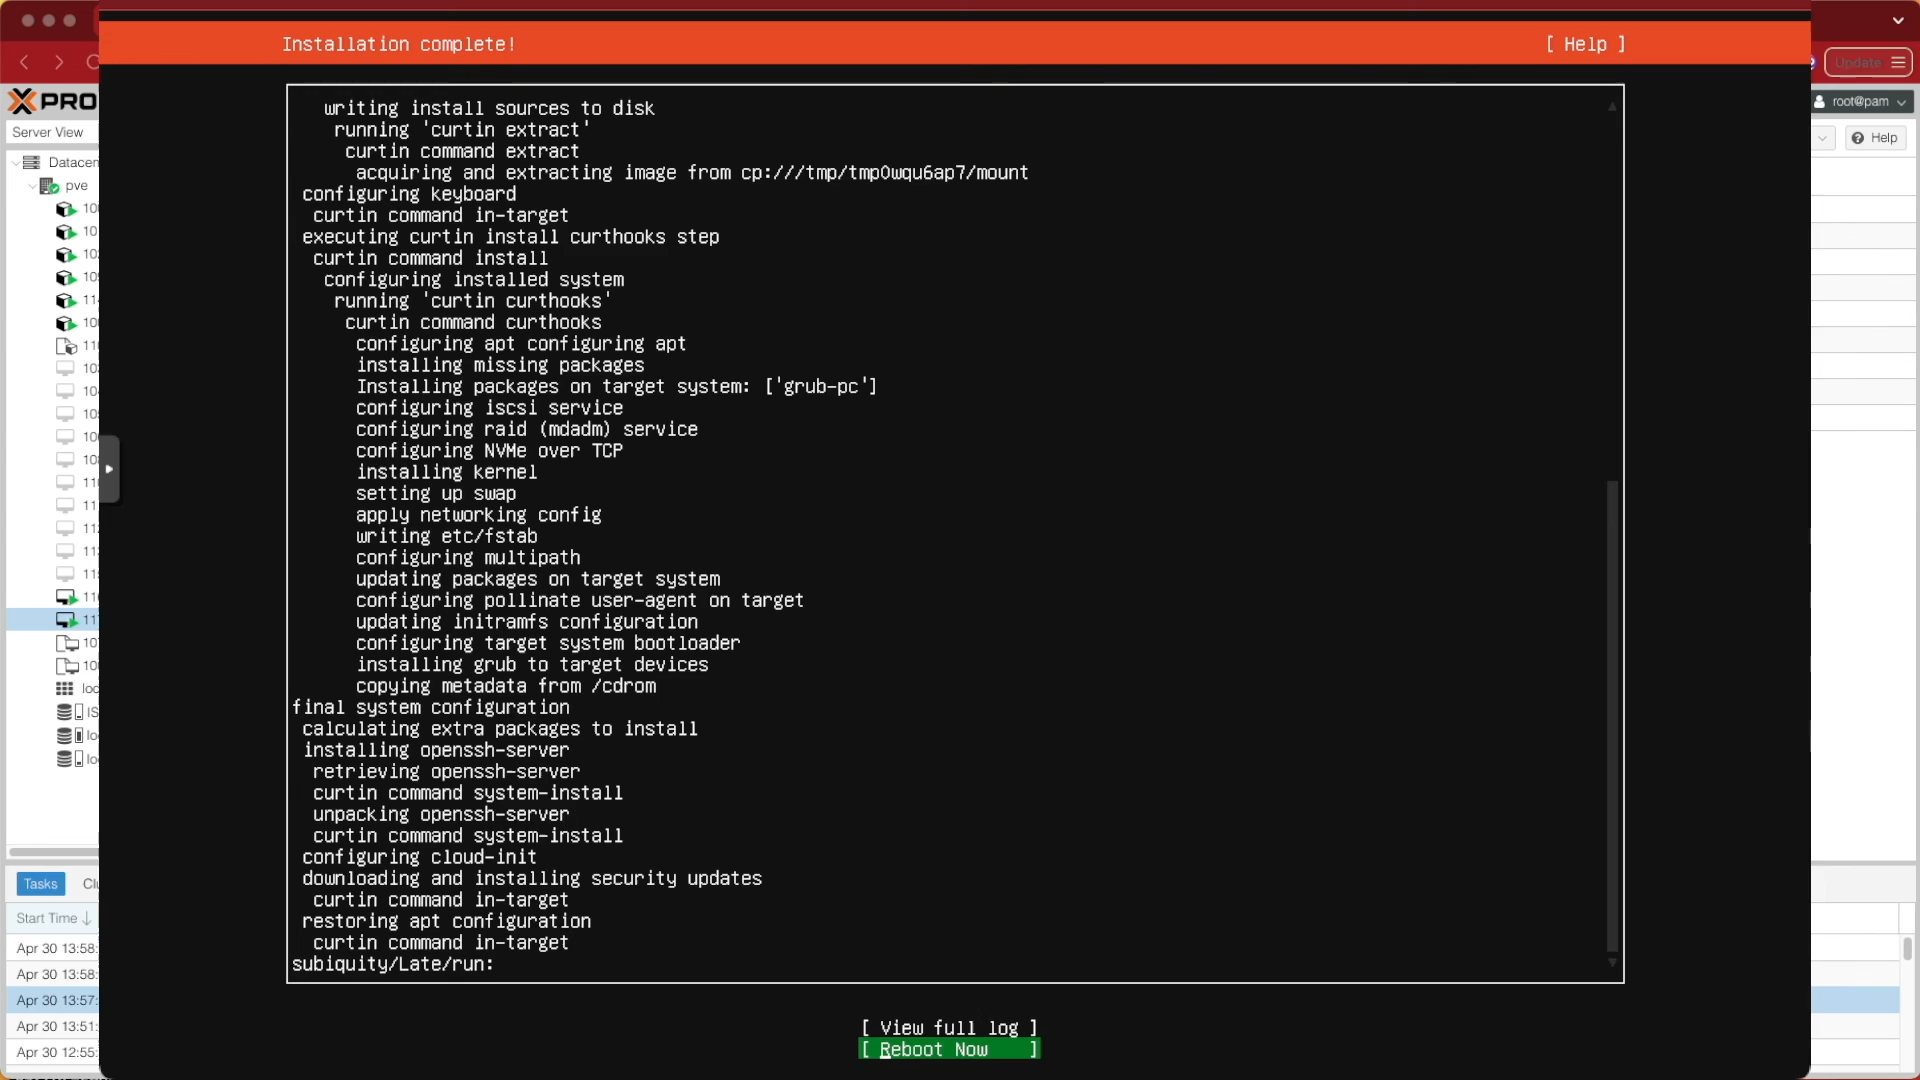 Installation complete!
[ Help ]
Update
PRO
root@pam
Server View
Help
Datacen
pve
writing install sources to disk
running 'curtin extract'
curtin command extract
acquiring and extracting image from cp:///tmp/tmp0wqu6ap7/mount
configuring keyboard
curtin command in-target
executing curtin install curthooks step
curtin command install
configuring installed system
running 'curtin curthooks'
curtin command curthooks
configuring apt configuring apt
installing missing packages
Installing packages on target system: ['grub-pc']
configuring iscsi service
configuring raid (mdadm) service
configuring NVMe over TCP
installing kernel
setting up swap
apply networking config
writing etc/fstab
configuring multipath
updating packages on target system
configuring pollinate user-agent on target
updating initramfs configuration
configuring target system bootloader
installing grub to target devices
copying metadata from /cdrom
final system configuration
calculating extra packages to install
installing openssh-server
retrieving openssh-server
curtin command system-install
unpacking openssh-server
curtin command system-install
configuring cloud-init
downloading and installing security updates
curtin command in-target
restoring apt configuration
curtin command in-target
subiquity/Late/run:
[ View full log ]
[ Reboot Now ]
Tasks
Clu
Start Time
Apr 30 13:58:
Apr 30 13:58:
Apr 30 13:57:
Apr 30 13:51:
Apr 30 12:55: